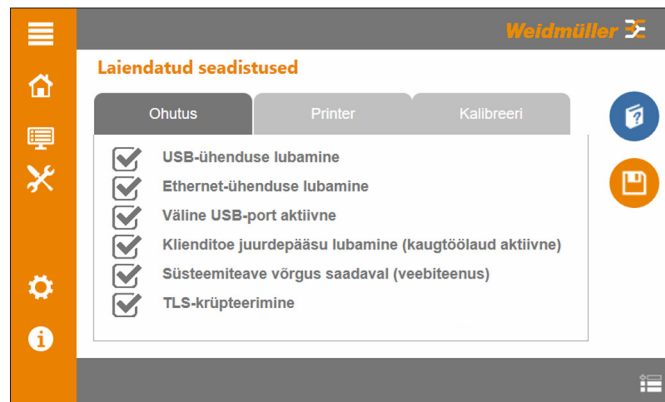 Weidmüller
Laiendatud seadistused
Ohutus
Printer
Kalibreeri
USB-ühenduse lubamine
Ethernet-ühenduse lubamine
Väline USB-port aktiivne
Klienditoe juurdepääsu lubamine (kaugtöölaud aktiivne)
Süsteemiteave võrgus saadaval (veebiteenus)
TLS-krüpteerimine